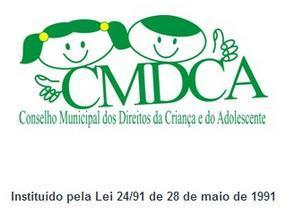 CMDCA
Conselho Municipal dos Direitos da Criança e do Adolescente
Instituído pela Lei 24/91 de 28 de maio de 1991